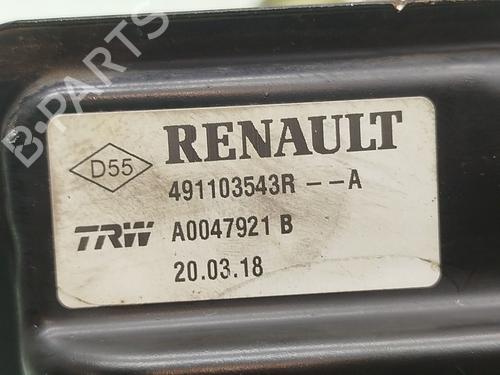 B-PARTS
D55
RENAULT
491103543R -- A
TRW A0047921 B
20.03.18